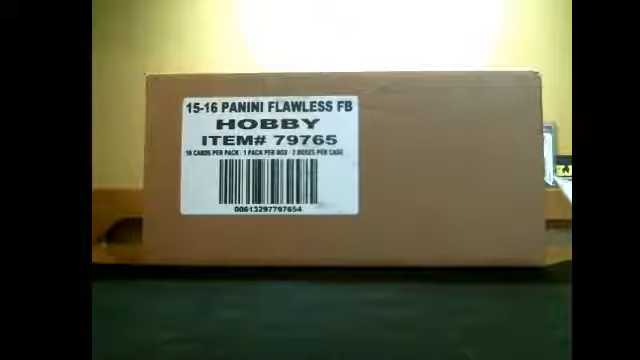 15-16 PANINI FLAWLESS FB
HOBBY
ITEM# 79765
10 CARDS PER PACK / 1 PACK PER BOX / 2 BOXES PER CASE
00613297797654